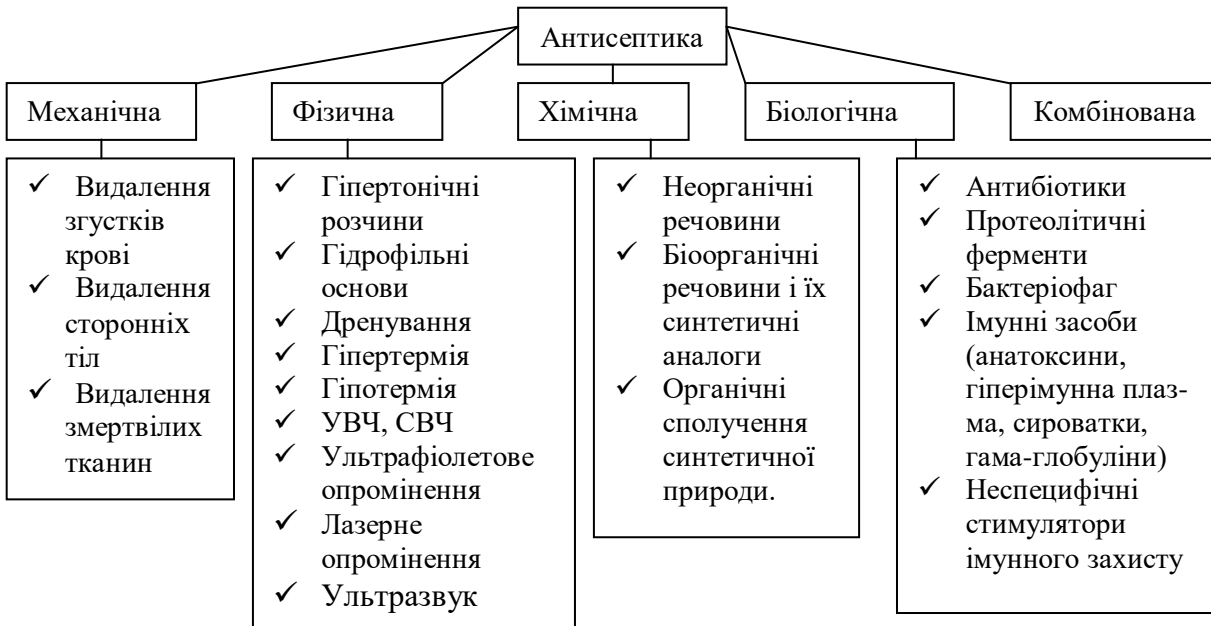 Антисептика
Механічна
Фізична
Хімічна
Біологічна
Комбінована
✓ Видалення
згустків
крові
✓ Видалення
сторонніх
тіл
✓ Видалення
змертвілих
тканин
✓ Гіпертонічні
розчини
✓ Гідрофільні
основи
✓ Дренування
✓ Гіпертермія
✓ Гіпотермія
✓ УВЧ, СВЧ
✓ Ультрафіолетове
опромінення
✓ Лазерне
опромінення
✓ Ультразвук
✓ Неорганічні
речовини
✓ Біоорганічні
речовини і їх
синтетичні
аналоги
✓ Органічні
сполучення
синтетичної
природи.
✓ Антибіотики
✓ Протеолітичні
ферменти
✓ Бактеріофаг
✓ Імунні засоби
(анатоксини,
гіперімунна плаз-
ма, сироватки,
гама-глобуліни)
✓ Неспецифічні
стимулятори
імунного захисту